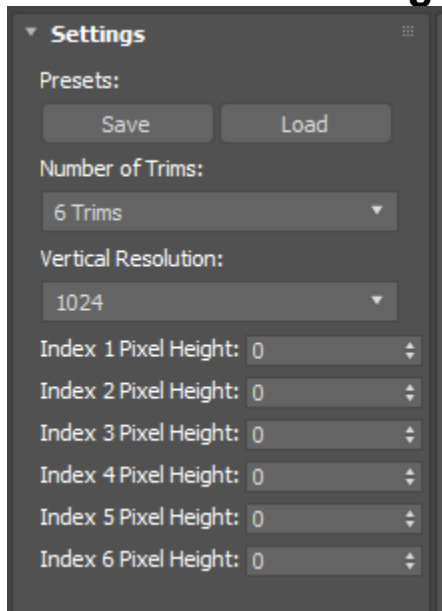 Settings
Presets:
Save Load
Number of Trims:
6 Trims
Vertical Resolution:
1024
Index 1 Pixel Height: 0
Index 2 Pixel Height: 0
Index 3 Pixel Height: 0
Index 4 Pixel Height: 0
Index 5 Pixel Height: 0
Index 6 Pixel Height: 0